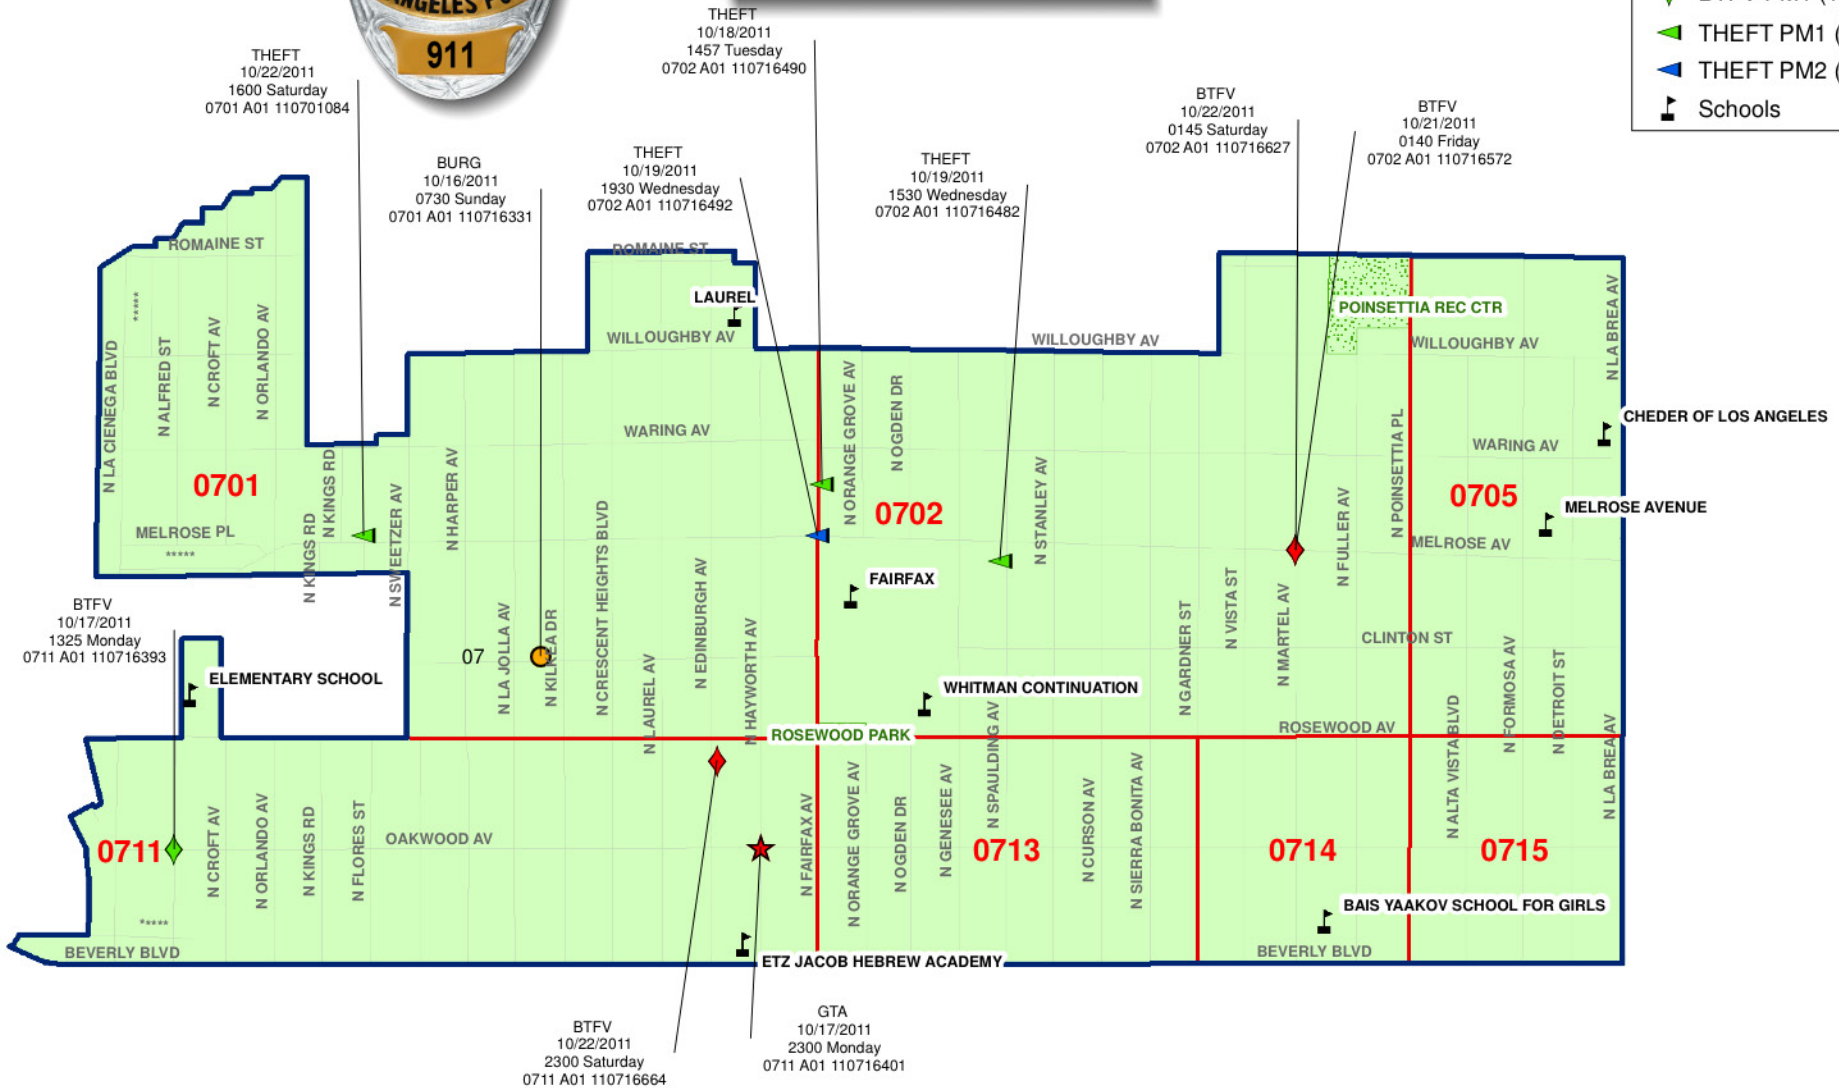 ANGELES PO
911
THEFT PM1 (
THEFT PM2 (
Schools
THEFT
10/18/2011
1457 Tuesday
0702 A01 110716490
THEFT
10/22/2011
1600 Saturday
0701 A01 110701084
BURG
10/16/2011
0730 Sunday
0701 A01 110716331
THEFT
10/19/2011
1930 Wednesday
0702 A01 110716492
THEFT
10/19/2011
1530 Wednesday
0702 A01 110716482
BTFV
10/22/2011
0145 Saturday
0702 A01 110716627
BTFV
10/21/2011
0140 Friday
0702 A01 110716572
ROMAINE ST
ROMAINE ST
LAUREL
POINSETTIA REC CTR
WILLOUGHBY AV
WILLOUGHBY AV
WILLOUGHBY AV
*****
N LA CIENEGA BLVD
N ALFRED ST
N CROFT AV
N ORLANDO AV
N ORANGE GROVE AV
N OGDEN DR
N LA BREA AV
CHEDER OF LOS ANGELES
WARING AV
WARING AV
0701
0702
0705
N KINGS RD
N KINGS RD
N SWEETZER AV
N HARPER AV
N STANLEY AV
N FULLER AV
N POINSETTIA PL
MELROSE AVENUE
MELROSE PL
*****
MELROSE AV
FAIRFAX
BTFV
10/17/2011
1325 Monday
0711 A01 110716393
ELEMENTARY SCHOOL
07
N LA JOLLA AV
N KILKEA DR
N CRESCENT HEIGHTS BLVD
N LAUREL AV
N EDINBURGH AV
N HAYWORTH AV
WHITMAN CONTINUATION
N GARDNER ST
N VISTA ST
N MARTEL AV
CLINTON ST
N FORMOSA AV
N DETROIT ST
ROSEWOOD PARK
ROSEWOOD AV
N SPAULDING AV
N ALTA VISTA BLVD
N LA BREA AV
0711
N CROFT AV
N ORLANDO AV
N KINGS RD
N FLORES ST
OAKWOOD AV
N FAIRFAX AV
N ORANGE GROVE AV
N OGDEN DR
N GENESEE AV
0713
N CURSON AV
N SIERRA BONITA AV
0714
0715
BAIS YAAKOV SCHOOL FOR GIRLS
*****
BEVERLY BLVD
BEVERLY BLVD
ETZ JACOB HEBREW ACADEMY
BTFV
10/22/2011
2300 Saturday
0711 A01 110716664
GTA
10/17/2011
2300 Monday
0711 A01 110716401